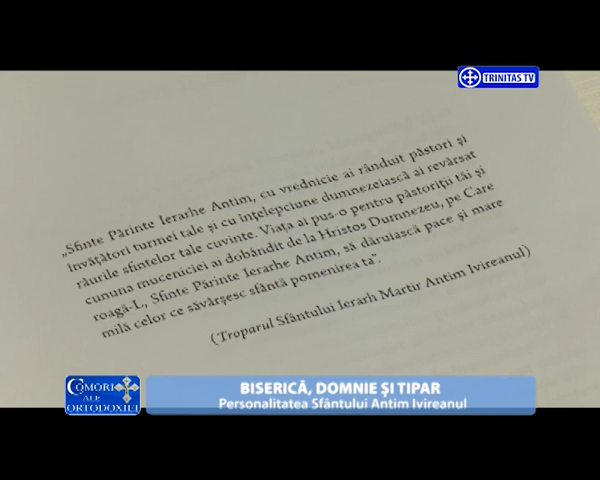 TRINITAS TV
„Sfinte Părinte Ierarhe Antim, cu vrednicie ai rânduit păstori și
învățători turmei tale și cu înțelepciune dumnezeiască ai revărsat
râurile sfintelor tale cuvinte. Viața ai pus-o pentru păstoriții tăi și
cununa muceniciei ai dobândit de la Hristos Dumnezeu, pe Care
roagă-L, Sfinte Părinte Ierarhe Antim, să dăruiască pace și mare
milă celor ce săvârșesc sfântă pomenirea ta”.
(Troparul Sfântului Ierarh Martir Antim Ivireanul)
COMORI
ALE
ORTODOXIEI
BISERICĂ, DOMNIE ȘI TIPAR
Personalitatea Sfântului Antim Ivireanul